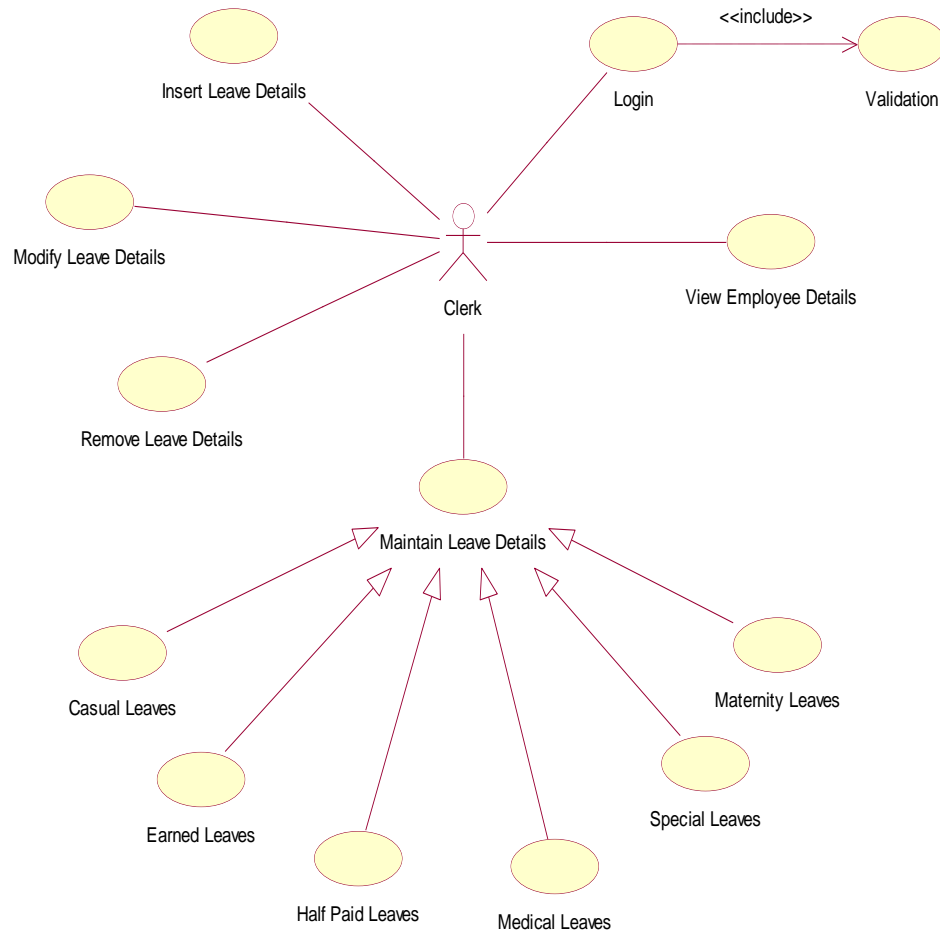 <<include>>
Insert Leave Details
Login
Validation
Modify Leave Details
View Employee Details
Clerk
Remove Leave Details
Maintain Leave Details
Casual Leaves
Maternity Leaves
Earned Leaves
Special Leaves
Half Paid Leaves
Medical Leaves